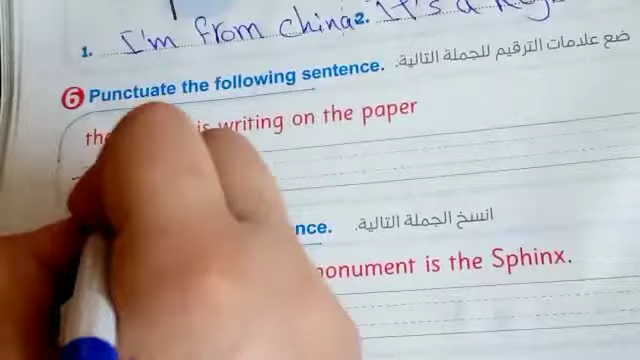 1. I'm from china 2. It's a
6 Punctuate the following sentence. ضع علامات الترقيم للجملة التالية.
is writing on the paper
انسخ الجملة التالية.
monument is the Sphinx.